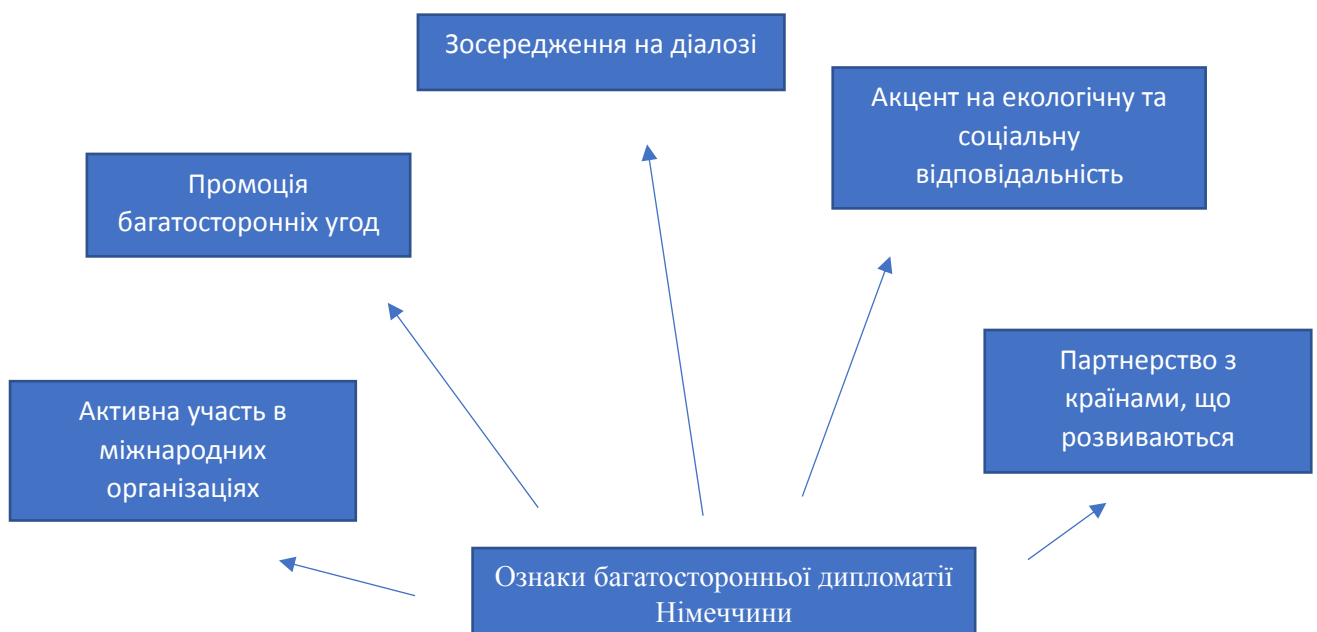 Зосередження на діалозі
Акцент на екологічну та
соціальну
відповідальність
Промоція
багатосторонніх угод
Партнерство з
країнами, що
розвиваються
Активна участь в
міжнародних
організаціях
Ознаки багатосторонньої дипломатії
Німеччини